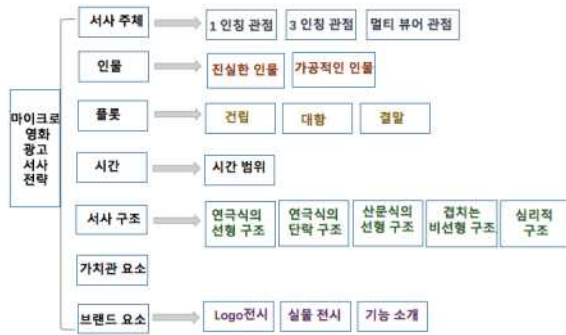 서사 주체
1 인칭 관점
3 인칭 관점
멀티 뷰어 관점
인물
진실한 인물
가공적인 인물
마이크로
영화
광고
서사
전략
플롯
건립
대항
결말
시간
시간 범위
서사 구조
연극식의
선형 구조
연극식의
단락 구조
산문식의
선형 구조
겹치는
비선형 구조
심리적
구조
가치관 요소
브랜드 요소
Logo전시
실물 전시
기능 소개